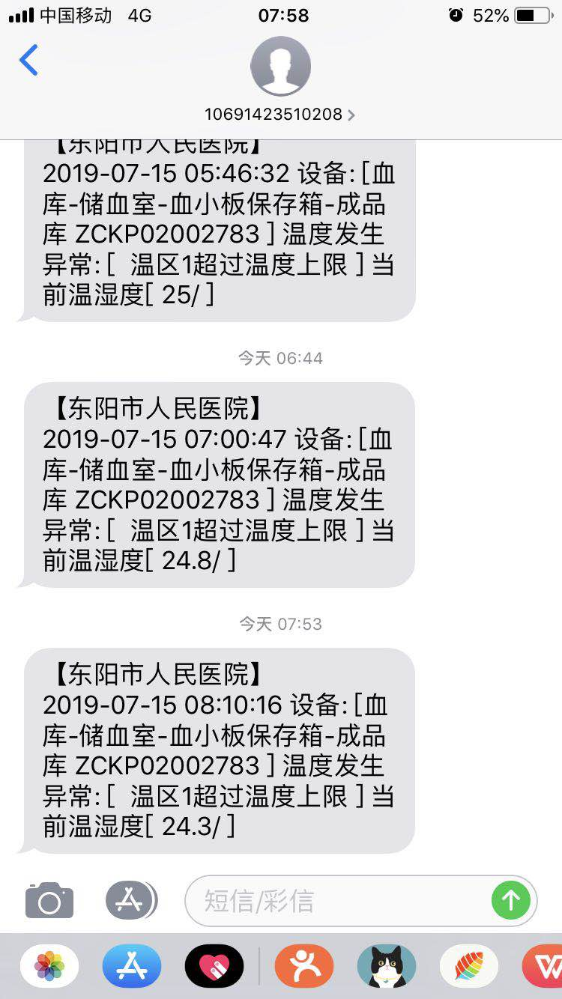 中国移动 4G 07:58 52%
10691423510208
【东阳市人民医院】
2019-07-15 05:46:32 设备:[血
库-储血室-血小板保存箱-成品
库 ZCKP02002783 ] 温度发生
异常:[ 温区1超过温度上限 ] 当
前温湿度[ 25/ ]
今天 06:44
【东阳市人民医院】
2019-07-15 07:00:47 设备:[血
库-储血室-血小板保存箱-成品
库 ZCKP02002783 ] 温度发生
异常:[ 温区1超过温度上限 ] 当
前温湿度[ 24.8/ ]
今天 07:53
【东阳市人民医院】
2019-07-15 08:10:16 设备:[血
库-储血室-血小板保存箱-成品
库 ZCKP02002783 ] 温度发生
异常:[ 温区1超过温度上限 ] 当
前温湿度[ 24.3/ ]
短信/彩信